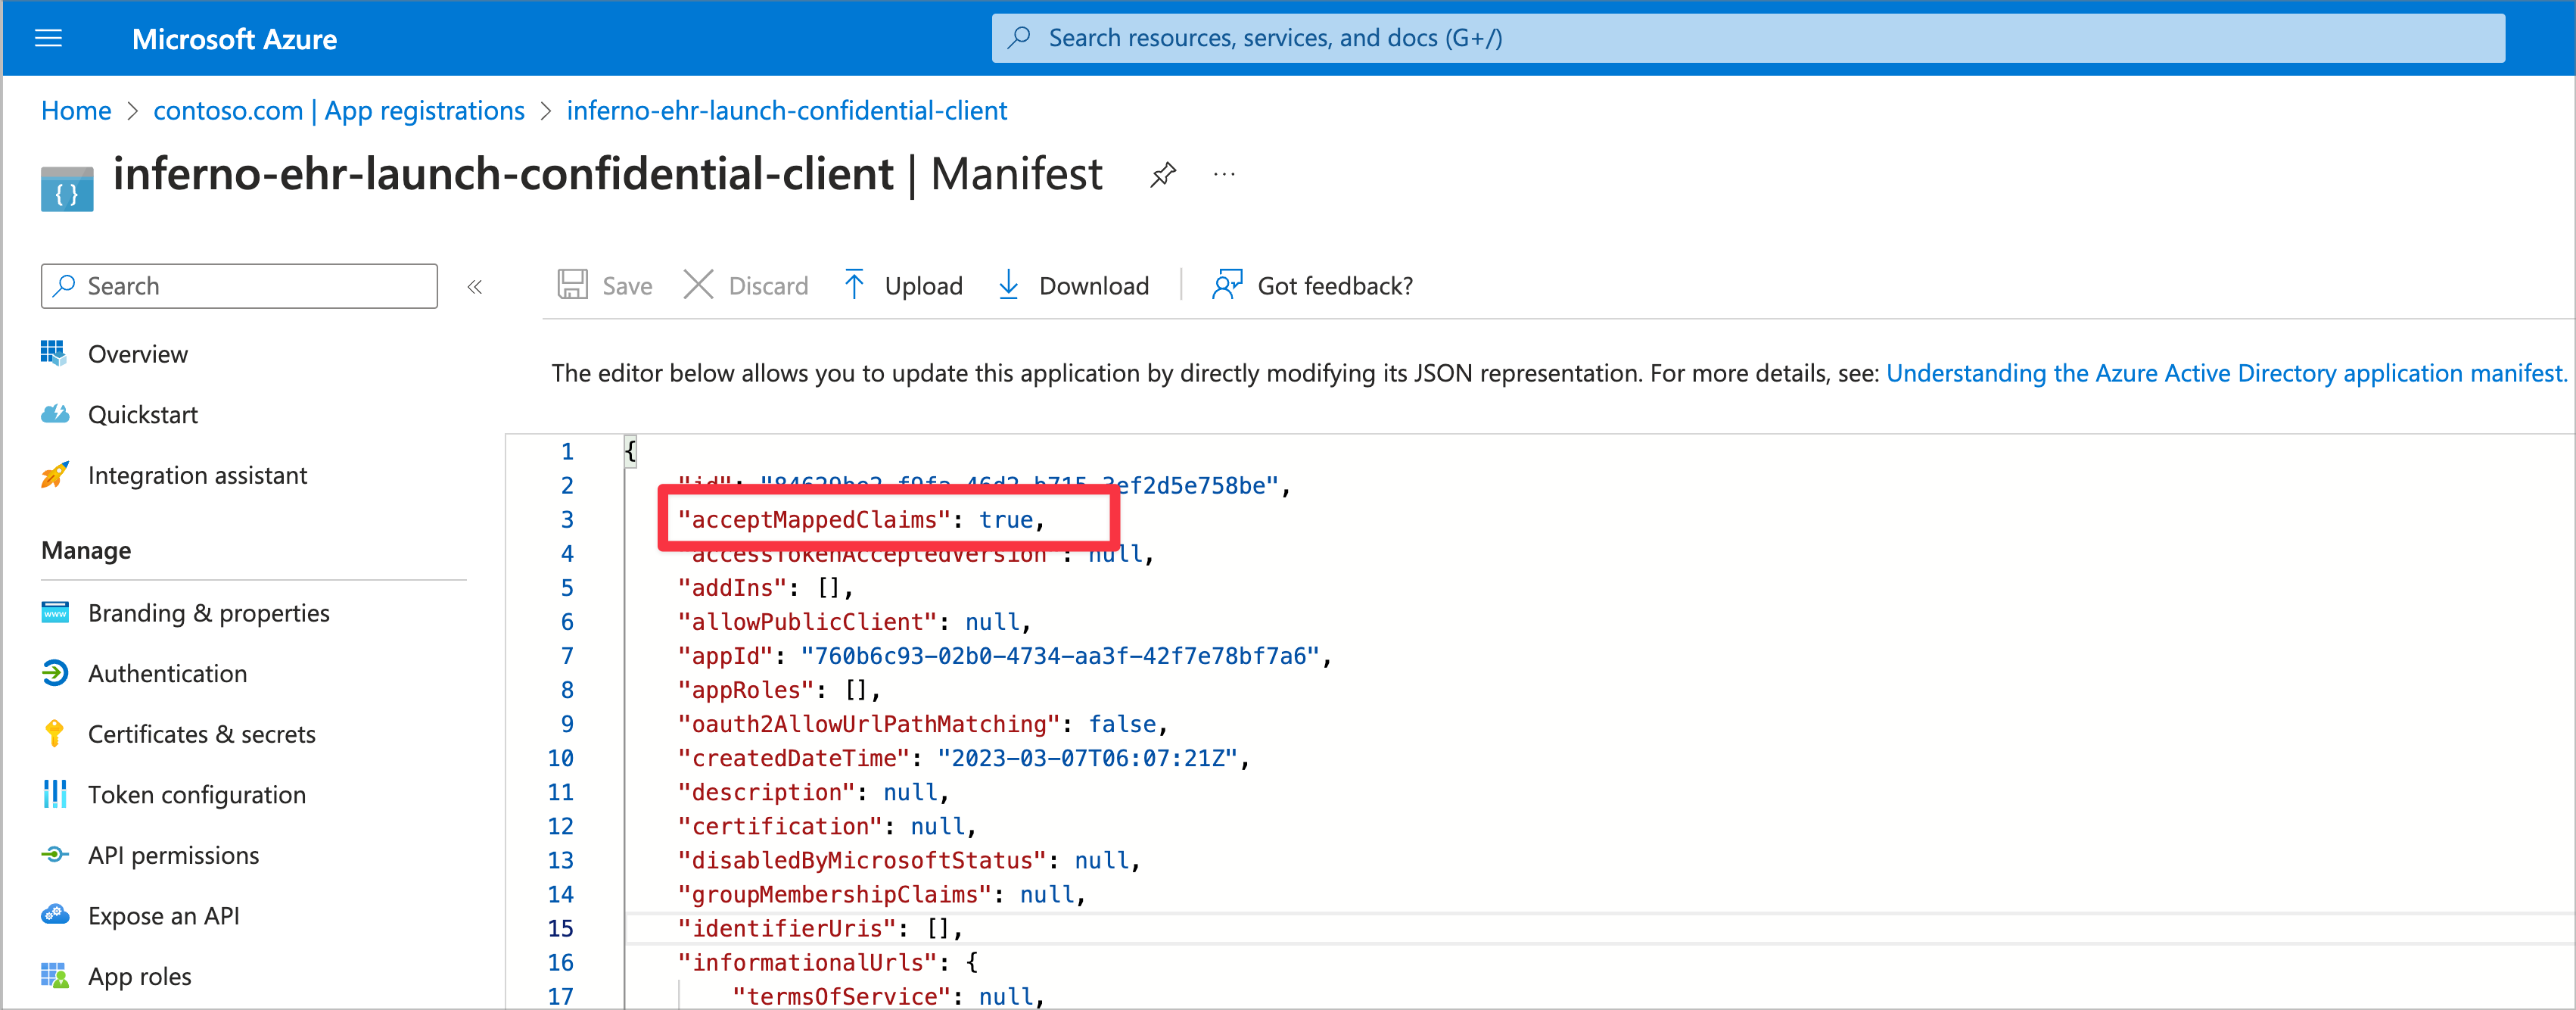 Microsoft Azure
Search resources, services, and docs (G+/)
Home > contoso.com | App registrations > inferno-ehr-launch-confidential-client
inferno-ehr-launch-confidential-client | Manifest
...
Search
«
Save
Discard
Upload
Download
Got feedback?
Overview
Quickstart
Integration assistant
Manage
Branding & properties
Authentication
Certificates & secrets
Token configuration
API permissions
Expose an API
App roles
The editor below allows you to update this application by directly modifying its JSON representation. For more details, see: Understanding the Azure Active Directory application manifest.
1 {
2 "id": ef2d5e758be",
3 "acceptMappedClaims": true,
4 accessTokenAcceptedVersion : null,
5 "addIns": [],
6 "allowPublicClient": null,
7 "appId": "760b6c93-02b0-4734-aa3f-42f7e78bf7a6",
8 "appRoles": [],
9 "oauth2AllowUrlPathMatching": false,
10 "createdDateTime": "2023-03-07T06:07:21Z",
11 "description": null,
12 "certification": null,
13 "disabledByMicrosoftStatus": null,
14 "groupMembershipClaims": null,
15 "identifierUris": [],
16 "informationalUrls": {
17 "termsOfService": null,